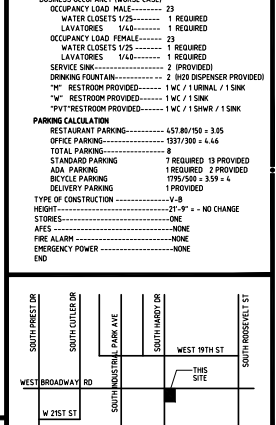 OCCUPANCY LOAD MALE-------- 23
WATER CLOSETS 1/25------- 1 REQUIRED
LAVATORIES 1/40------- 1 REQUIRED
OCCUPANCY LOAD FEMALE----- 23
WATER CLOSETS 1/25------- 1 REQUIRED
LAVATORIES 1/40------- 1 REQUIRED
SERVICE SINK----------------- 2 (PROVIDED)
DRINKING FOUNTAIN------------- 2 (H20 DISPENSER PROVIDED)
"M" RESTROOM PROVIDED------ 1 WC / 1 URINAL / 1 SINK
"W" RESTROOM PROVIDED------ 1 WC / 1 SINK
"PVT"RESTROOM PROVIDED----- 1 WC / 1 SHWR / 1 SINK
PARKING CALCULATION
RESTAURANT PARKING---------- 457.80/150 = 3.05
OFFICE PARKING--------------- 1337/300 = 4.46
TOTAL PARKING---------------- 8
STANDARD PARKING 7 REQUIRED 13 PROVIDED
ADA PARKING 1 REQUIRED 2 PROVIDED
BICYCLE PARKING 1795/500 = 3.59 = 4
DELIVERY PARKING 1 PROVIDED
TYPE OF CONSTRUCTION ----------------V-B
HEIGHT----------------------------21'-9" = - NO CHANGE
STORIES----------------------------ONE
AFES -------------------------------NONE
FIRE ALARM -------------------------NONE
EMERGENCY POWER -------------------NONE
END
SOUTH PRIEST DR
SOUTH CUTLER DR
SOUTH INDUSTRIAL PARK AVE
SOUTH HARDY DR
SOUTH ROOSEVELT ST
WEST 19TH ST
THIS
SITE
WEST BROADWAY RD
W 21ST ST